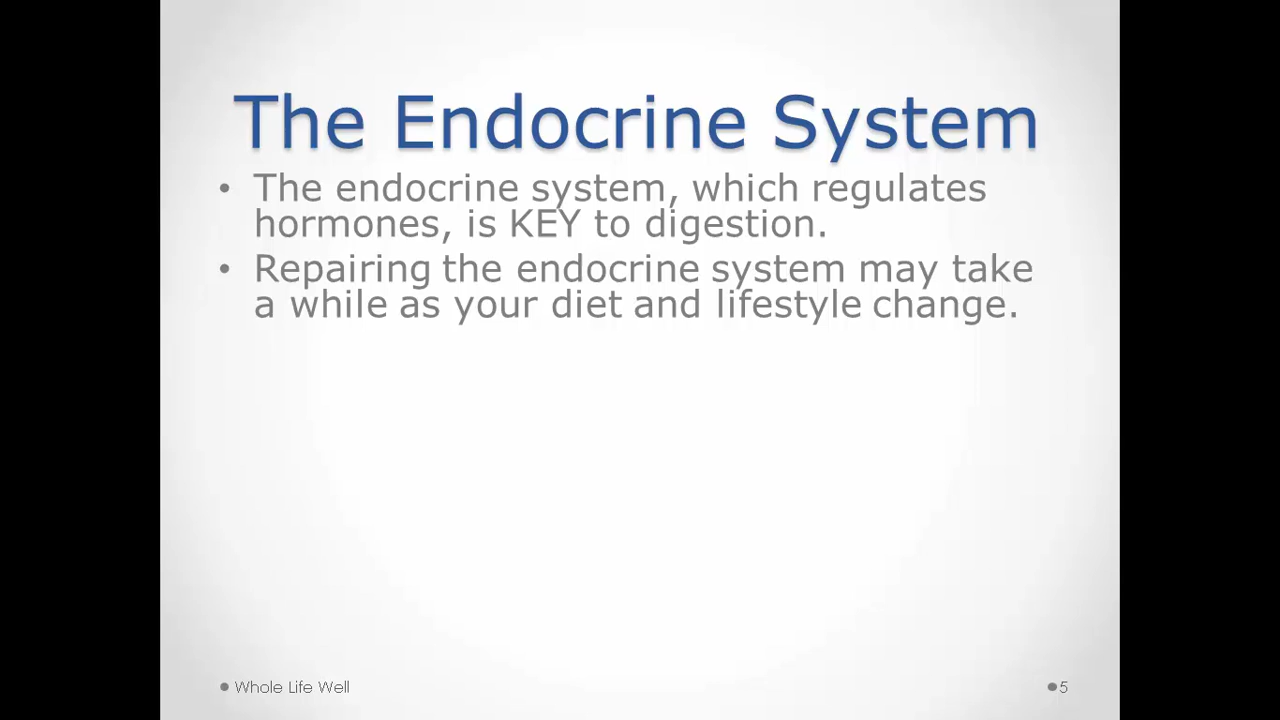 The Endocrine System
• The endocrine system, which regulates
hormones, is KEY to digestion.
• Repairing the endocrine system may take
a while as your diet and lifestyle change.
Whole Life Well
5